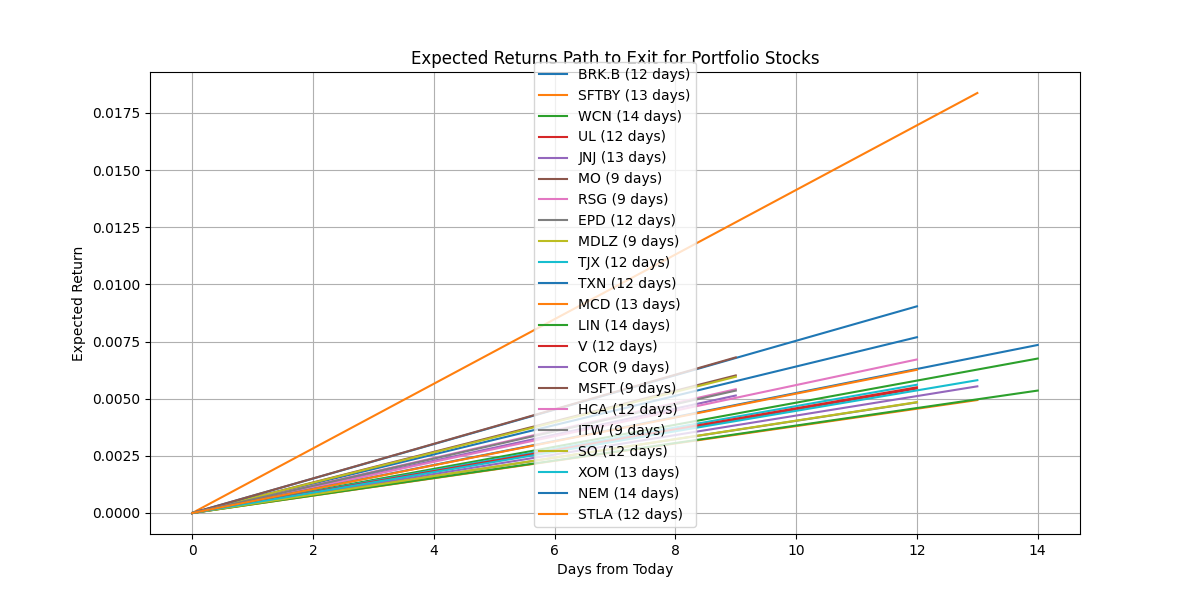 Expected Returns Path to Exit for Portfolio Stocks
BRK.B (12 days)
SFTBY (13 days)
WCN (14 days)
UL (12 days)
JNJ (13 days)
MO (9 days)
RSG (9 days)
EPD (12 days)
MDLZ (9 days)
TJX (12 days)
TXN (12 days)
MCD (13 days)
LIN (14 days)
V (12 days)
COR (9 days)
MSFT (9 days)
HCA (12 days)
ITW (9 days)
SO (12 days)
XOM (13 days)
NEM (14 days)
STLA (12 days)
Expected Return
0.0175
0.0150
0.0125
0.0100
0.0075
0.0050
0.0025
0.0000
0 2 4 6 8 10 12 14
Days from Today